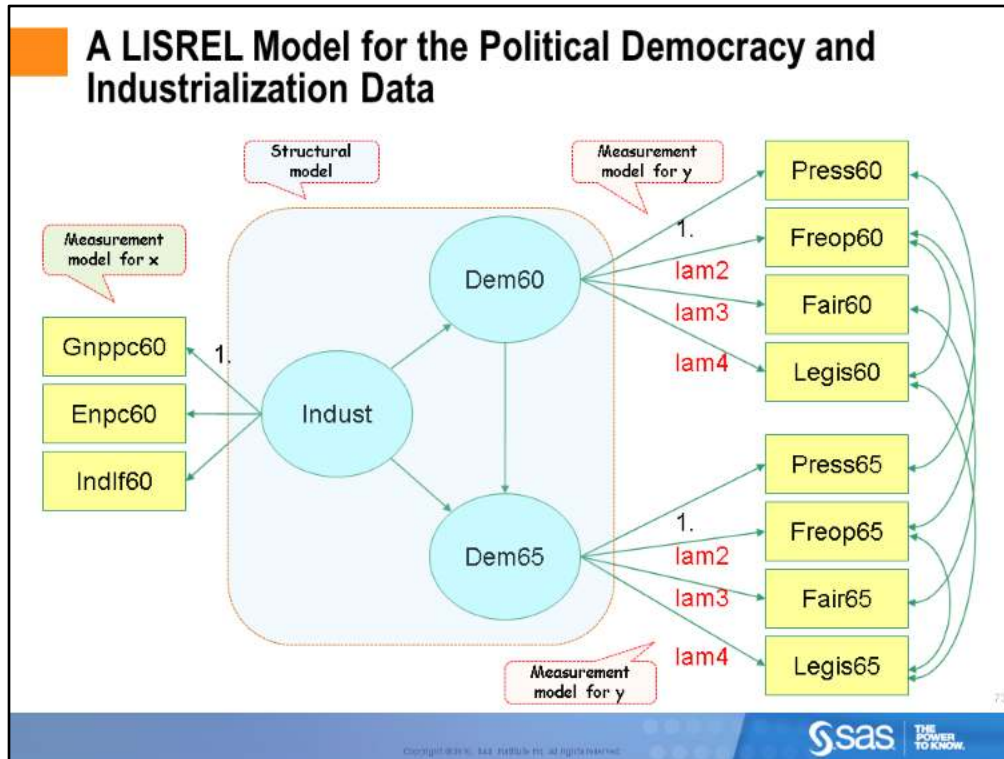 A LISREL Model for the Political Democracy and
Industrialization Data
Structural
model
Measurement
model for y
Measurement
model for x
Gnppc60
Enpc60
Indlf60
1.
Indust
Dem60
Dem65
1.
lam2
lam3
lam4
Press60
Freop60
Fair60
Legis60
1.
lam2
lam3
lam4
Press65
Freop65
Fair65
Legis65
Measurement
model for y
sas
THE
POWER
TO KNOW.